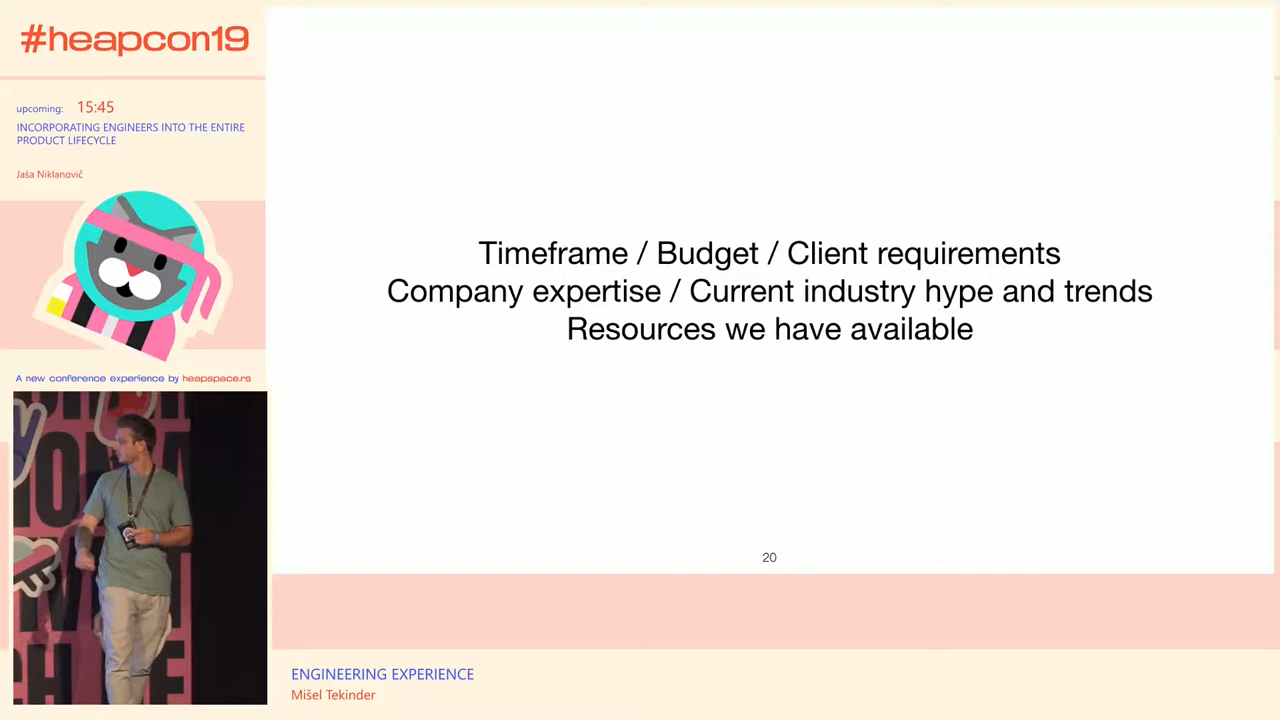 #heapcon19
upcoming: 15:45
INCORPORATING ENGINEERS INTO THE ENTIRE
PRODUCT LIFECYCLE
Jaša Niklanovič
A new conference experience by heapspace.rs
Timeframe / Budget / Client requirements
Company expertise / Current industry hype and trends
Resources we have available
20
ENGINEERING EXPERIENCE
Mišel Tekinder